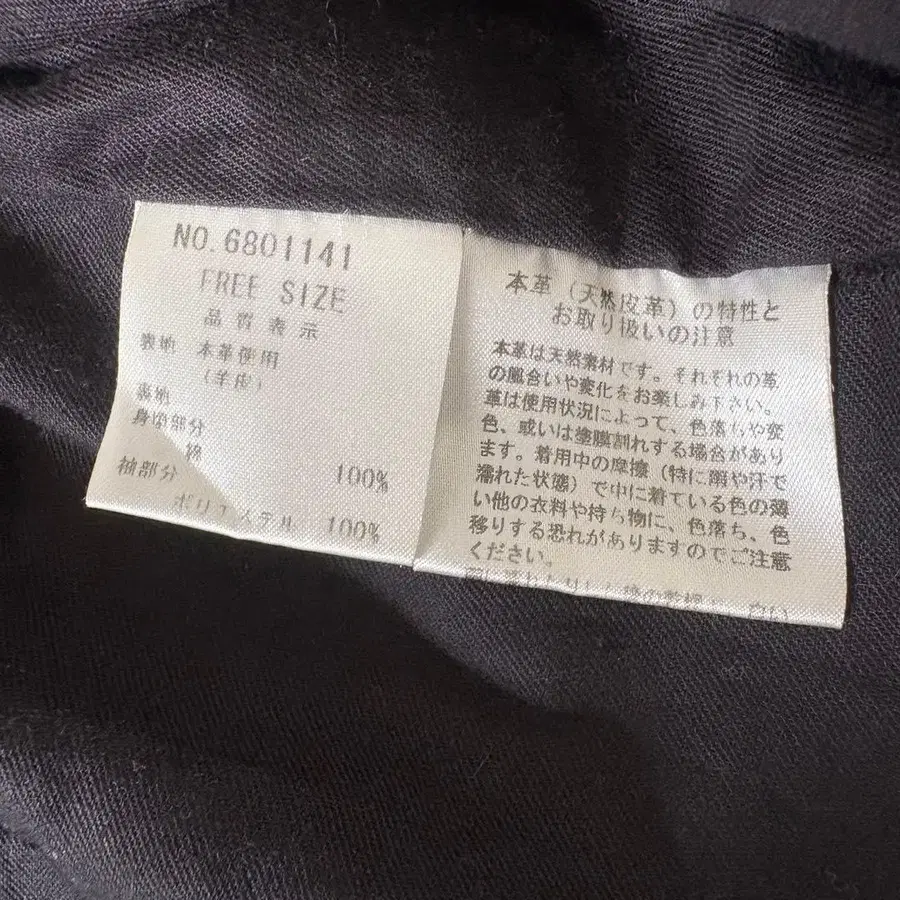 NO.6801141
FREE SIZE
品質表示
表地 本革使用
(羊皮)
裏地
身頃部分
綿 100%
袖部分
ポリエステル 100%
本革(天然皮革)の特性と
お取り扱いの注意
本革は天然素材です。それぞれの革
の風合いや変化をお楽しみ下さい。
革は使用状況によって、色落ちや変
色、或いは塗膜割れする場合があり
ます。着用中の摩擦(特に雨や汗で
濡れた状態)で中に着ている色の薄
い他の衣料や持ち物に、色落ち、色
移りする恐れがありますのでご注意
ください。